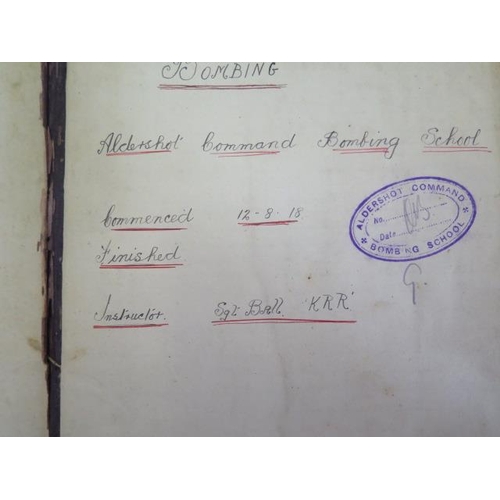 BOMBING
Aldershot Command Bombing School
Commenced 12-8-18
Finished
Instructor. Sgt Ball. KRR
ALDERSHOT COMMAND
No.
Date
BOMBING SCHOOL
G.